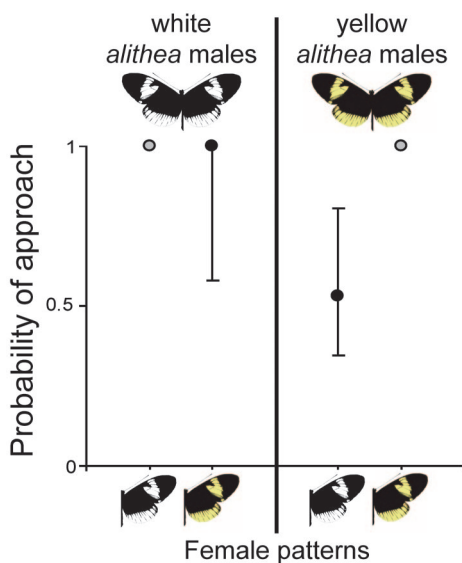 white
alithea males
yellow
alithea males
Probability of approach
1
0.5
0
Female patterns